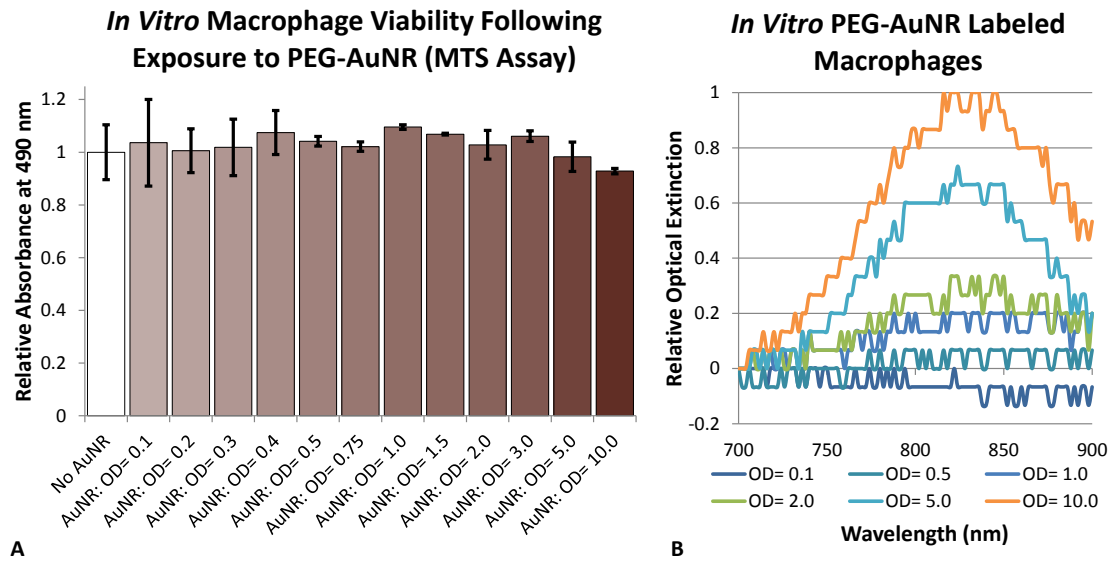 In Vitro Macrophage Viability Following
Exposure to PEG-AuNR (MTS Assay)
Relative Absorbance at 490 nm
1.2
1
0.8
0.6
0.4
0.2
0
No AuNR
AuNR: OD= 0.1
AuNR: OD= 0.2
AuNR: OD= 0.3
AuNR: OD= 0.4
AuNR: OD= 0.5
AuNR: OD= 0.75
AuNR: OD= 1.0
AuNR: OD= 1.5
AuNR: OD= 2.0
AuNR: OD= 3.0
AuNR: OD= 5.0
AuNR: OD= 10.0
A
In Vitro PEG-AuNR Labeled
Macrophages
Relative Optical Extinction
1
0.8
0.6
0.4
0.2
0
-0.2
700 750 800 850 900
OD= 0.1 OD= 0.5 OD= 1.0
OD= 2.0 OD= 5.0 OD= 10.0
Wavelength (nm)
B